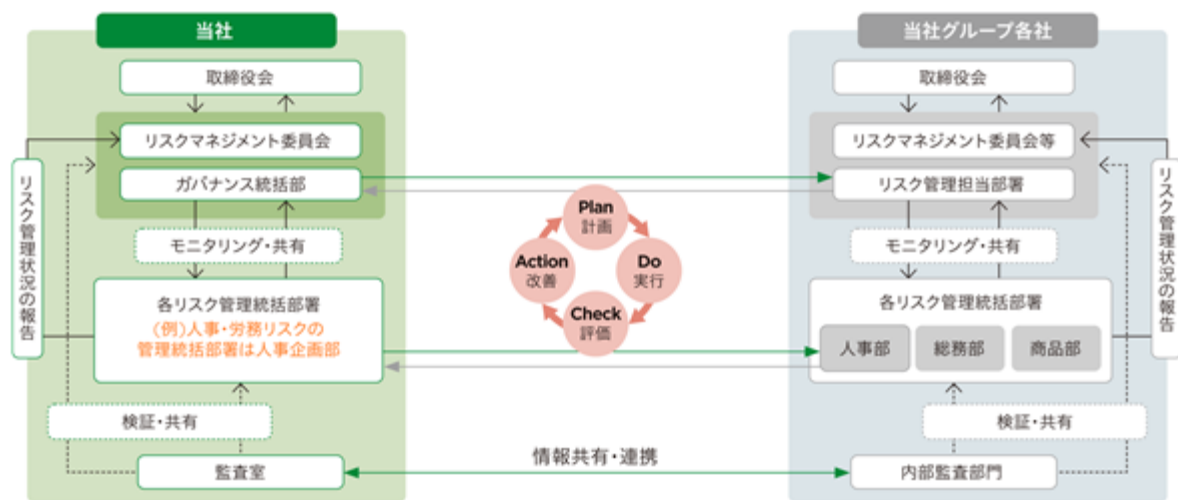 当社
取締役会
リスクマネジメント委員会
ガバナンス統括部
モニタリング・共有
リスク管理状況の報告
各リスク管理統括部署
(例)人事・労務リスクの
管理統括部署は人事企画部
検証・共有
監査室
Plan
計画
Do
実行
Check
評価
Action
改善
情報共有・連携
当社グループ各社
取締役会
リスクマネジメント委員会等
リスク管理担当部署
モニタリング・共有
リスク管理状況の報告
各リスク管理統括部署
人事部
総務部
商品部
検証・共有
内部監査部門